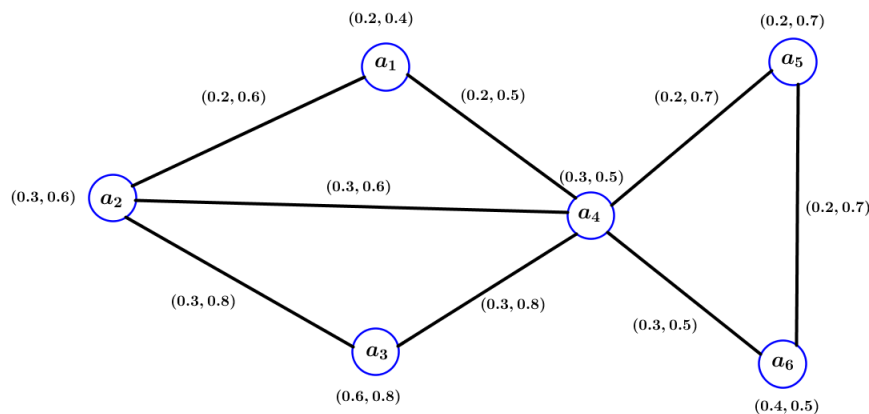 (0.2, 0.4)
(0.2, 0.7)
a₁
a₅
(0.2, 0.6)
(0.2, 0.5)
(0.2, 0.7)
(0.3, 0.5)
(0.3, 0.6)
(0.3, 0.6)
a₂
a₄
(0.2, 0.7)
(0.3, 0.8)
(0.3, 0.8)
(0.3, 0.5)
a₃
a₆
(0.6, 0.8)
(0.4, 0.5)